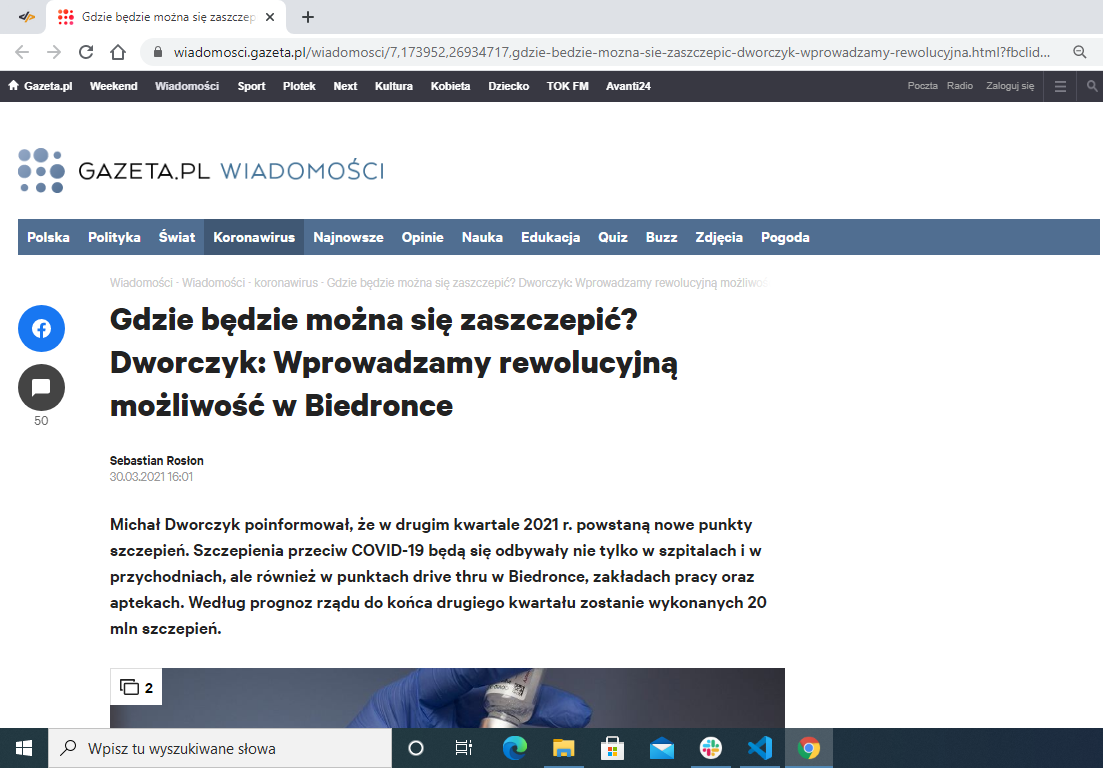 Gdzie będzie można się zaszczep
wiadomosci.gazeta.pl/wiadomosci/7,173952,26934717,gdzie-bedzie-mozna-sie-zaszczepic-dworczyk-wprowadzamy-rewolucyjna.html?fbclid...
Gazeta.pl Weekend Wiadomości Sport Plotek Next Kultura Kobieta Dziecko TOK FM Avanti24 Poczta Radio Zaloguj się
GAZETA.PL WIADOMOŚCI
Polska Polityka Świat Koronawirus Najnowsze Opinie Nauka Edukacja Quiz Buzz Zdjęcia Pogoda
Wiadomości · Wiadomości · koronawirus · Gdzie będzie można się zaszczepić? Dworczyk: Wprowadzamy rewolucyjną możliwoś
Gdzie będzie można się zaszczepić?
Dworczyk: Wprowadzamy rewolucyjną
możliwość w Biedronce
50
Sebastian Rosłon
30.03.2021 16:01
Michał Dworczyk poinformował, że w drugim kwartale 2021 r. powstaną nowe punkty
szczepień. Szczepienia przeciw COVID-19 będą się odbywały nie tylko w szpitalach i w
przychodniach, ale również w punktach drive thru w Biedronce, zakładach pracy oraz
aptekach. Według prognoz rządu do końca drugiego kwartału zostanie wykonanych 20
mln szczepień.
2
Wpisz tu wyszukiwane słowa